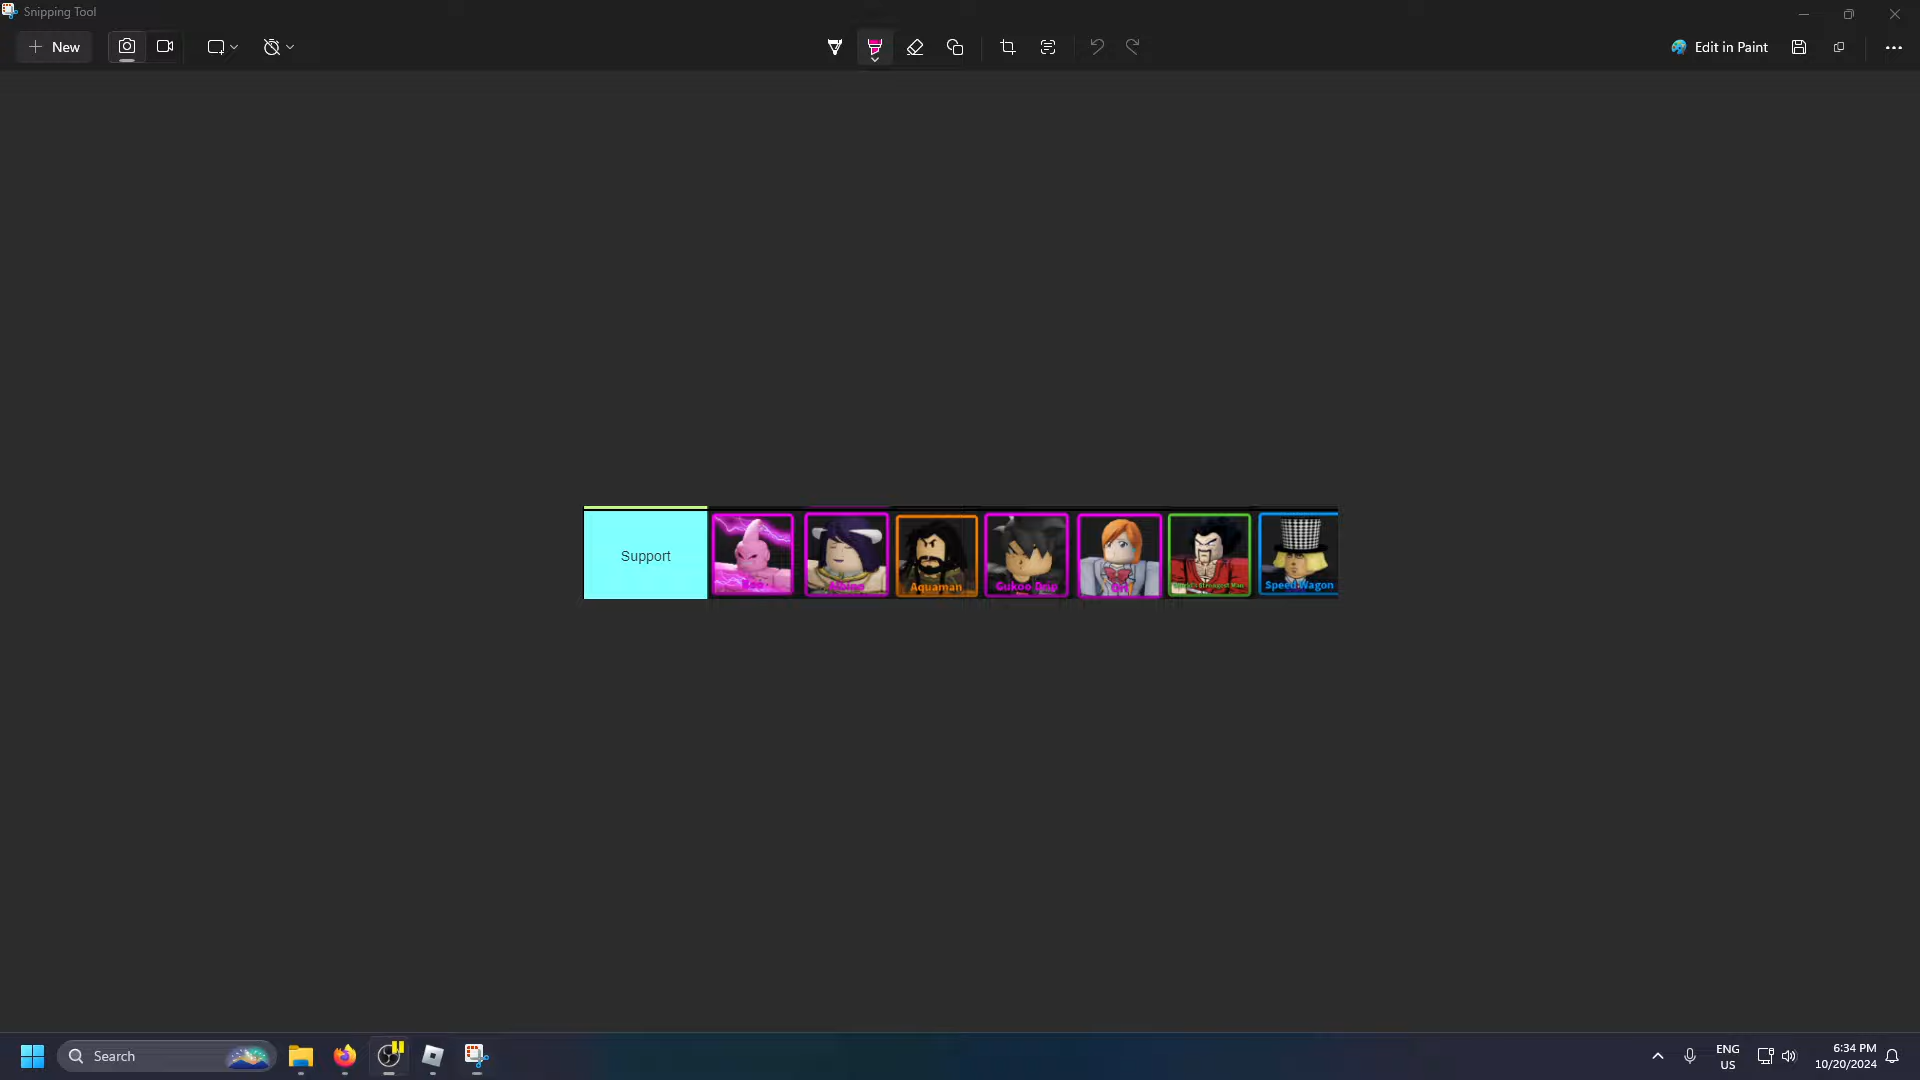 Snipping Tool
New
Edit in Paint
Support
Aquaman
Gukoo Drip
SpeedWagon
Search
ENG
US
6:34 PM
10/20/2024